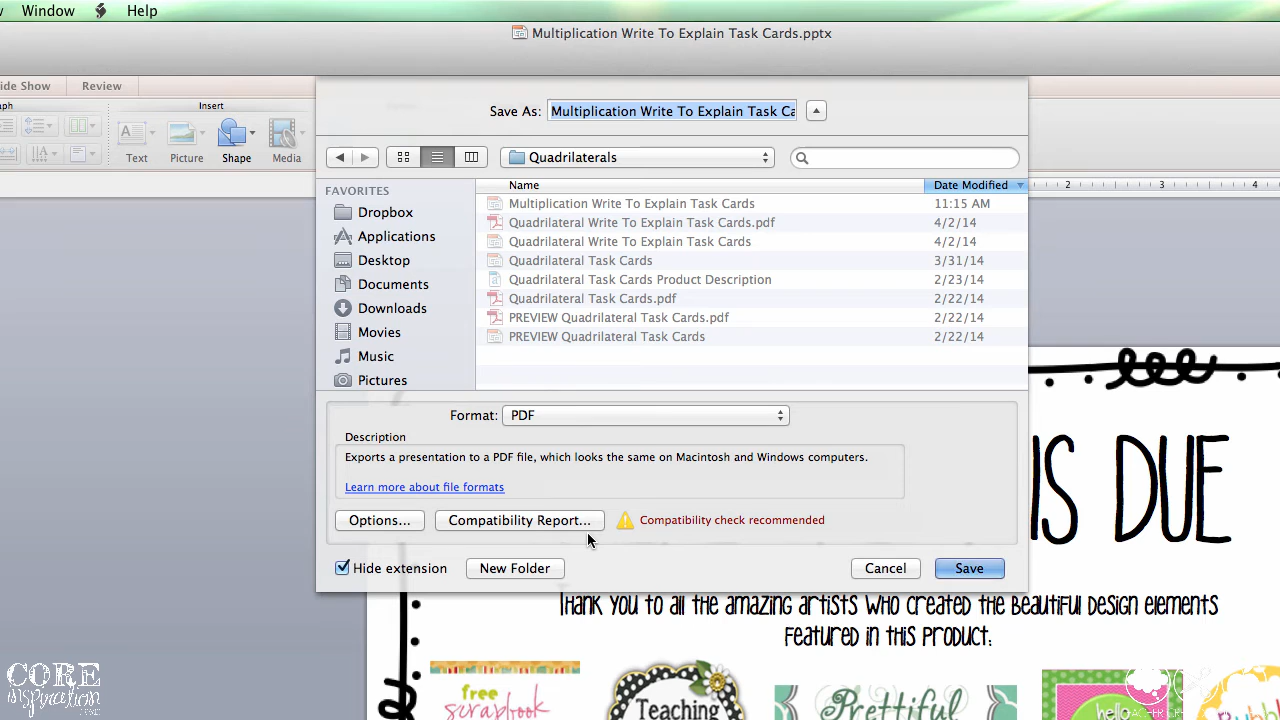 Window Help
Multiplication Write To Explain Task Cards.pptx
ide Show Review
ph Insert
Text Picture Shape Media
2 3 4
Save As: Multiplication Write To Explain Task Ca
Quadrilaterals
FAVORITES
Dropbox
Applications
Desktop
Documents
Downloads
Movies
Music
Pictures
Name Date Modified
Multiplication Write To Explain Task Cards 11:15 AM
Quadrilateral Write To Explain Task Cards.pdf 4/2/14
Quadrilateral Write To Explain Task Cards 4/2/14
Quadrilateral Task Cards 3/31/14
Quadrilateral Task Cards Product Description 2/23/14
Quadrilateral Task Cards.pdf 2/22/14
PREVIEW Quadrilateral Task Cards.pdf 2/22/14
PREVIEW Quadrilateral Task Cards 2/22/14
Format: PDF
Description
Exports a presentation to a PDF file, which looks the same on Macintosh and Windows computers.
Learn more about file formats
Options... Compatibility Report... Compatibility check recommended
Hide extension New Folder Cancel Save
IS DUE
Thank you to all the amazing artists who created the beautiful design elements
featured in this product:
CORE
inspiration
free
scrapbook
Teaching
Prettiful
hello